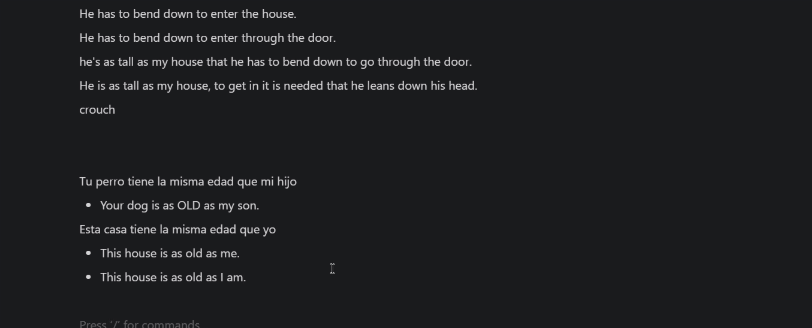 He has to bend down to enter the house.
He has to bend down to enter through the door.
he's as tall as my house that he has to bend down to go through the door.
He is as tall as my house, to get in it is needed that he leans down his head.
crouch
Tu perro tiene la misma edad que mi hijo
• Your dog is as OLD as my son.
Esta casa tiene la misma edad que yo
• This house is as old as me.
• This house is as old as I am.
Press '/' for commands